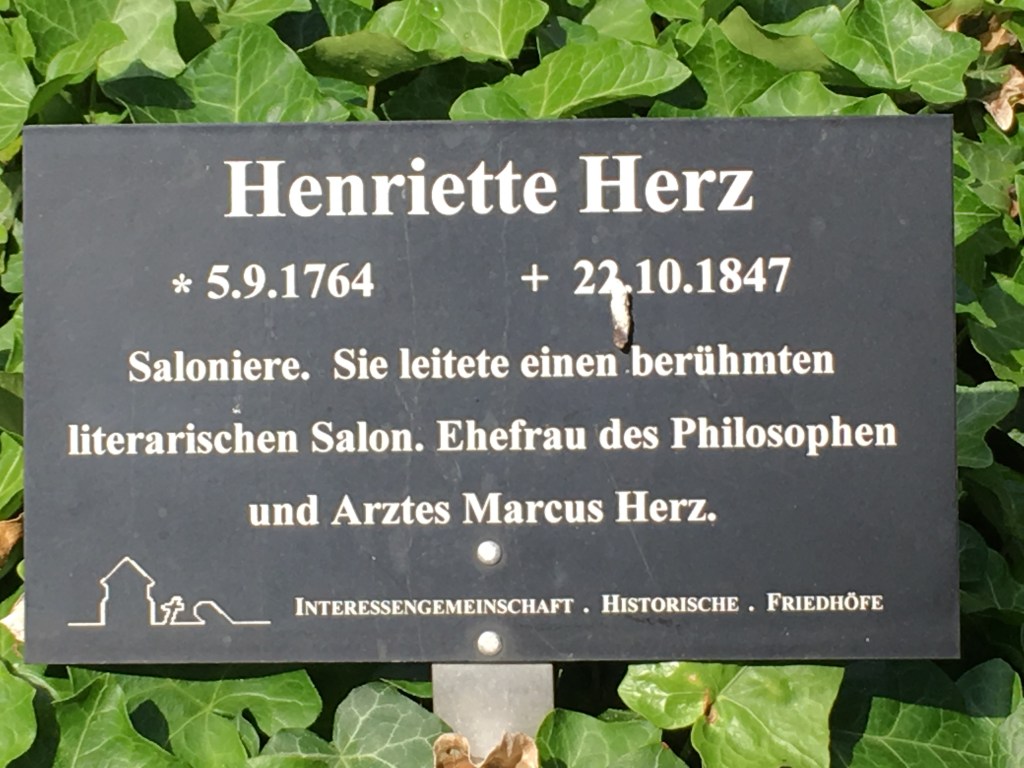 Henriette Herz
* 5.9.1764 + 22.10.1847
Saloniere. Sie leitete einen berühmten
literarischen Salon. Ehefrau des Philosophen
und Arztes Marcus Herz.
INTERESSENGEMEINSCHAFT . HISTORISCHE . FRIEDHÖFE